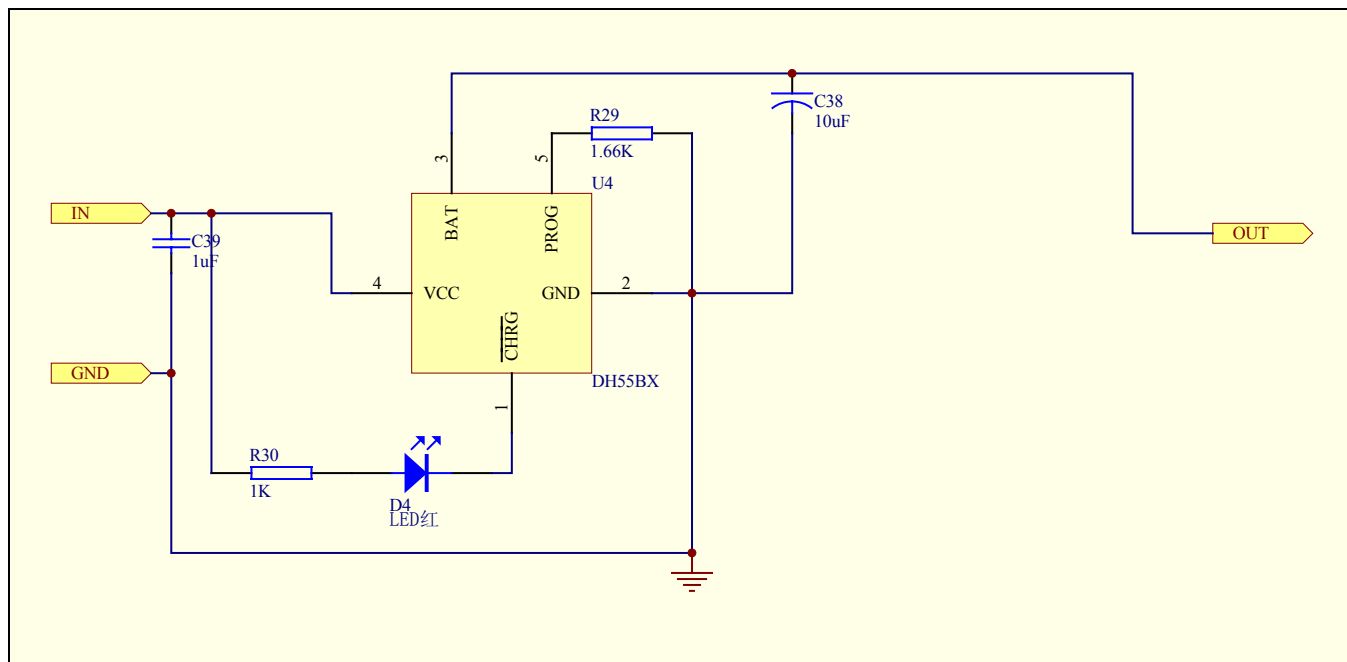 C38
10uF
R29
1.66K
3
5
U4
IN
BAT
PROG
C39
1uF
OUT
4
VCC
GND
2
CHRG
GND
DH55BX
1
R30
1K
D4
LED红